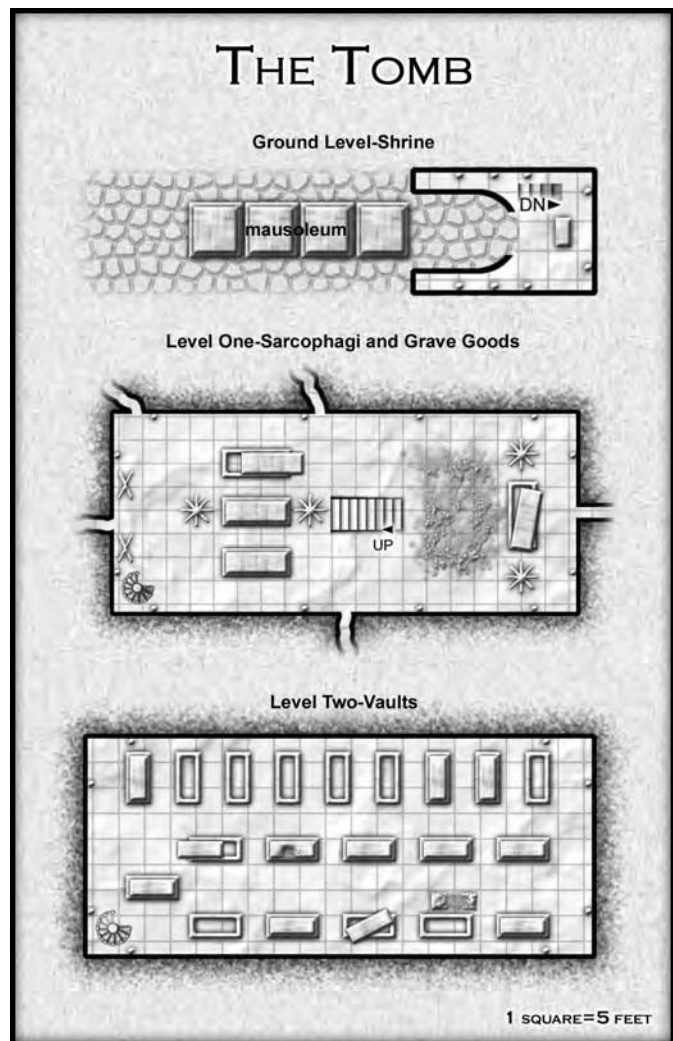 THE TOMB
Ground Level-Shrine
DN
mausoleum
Level One-Sarcophagi and Grave Goods
UP
Level Two-Vaults
1 SQUARE=5 FEET